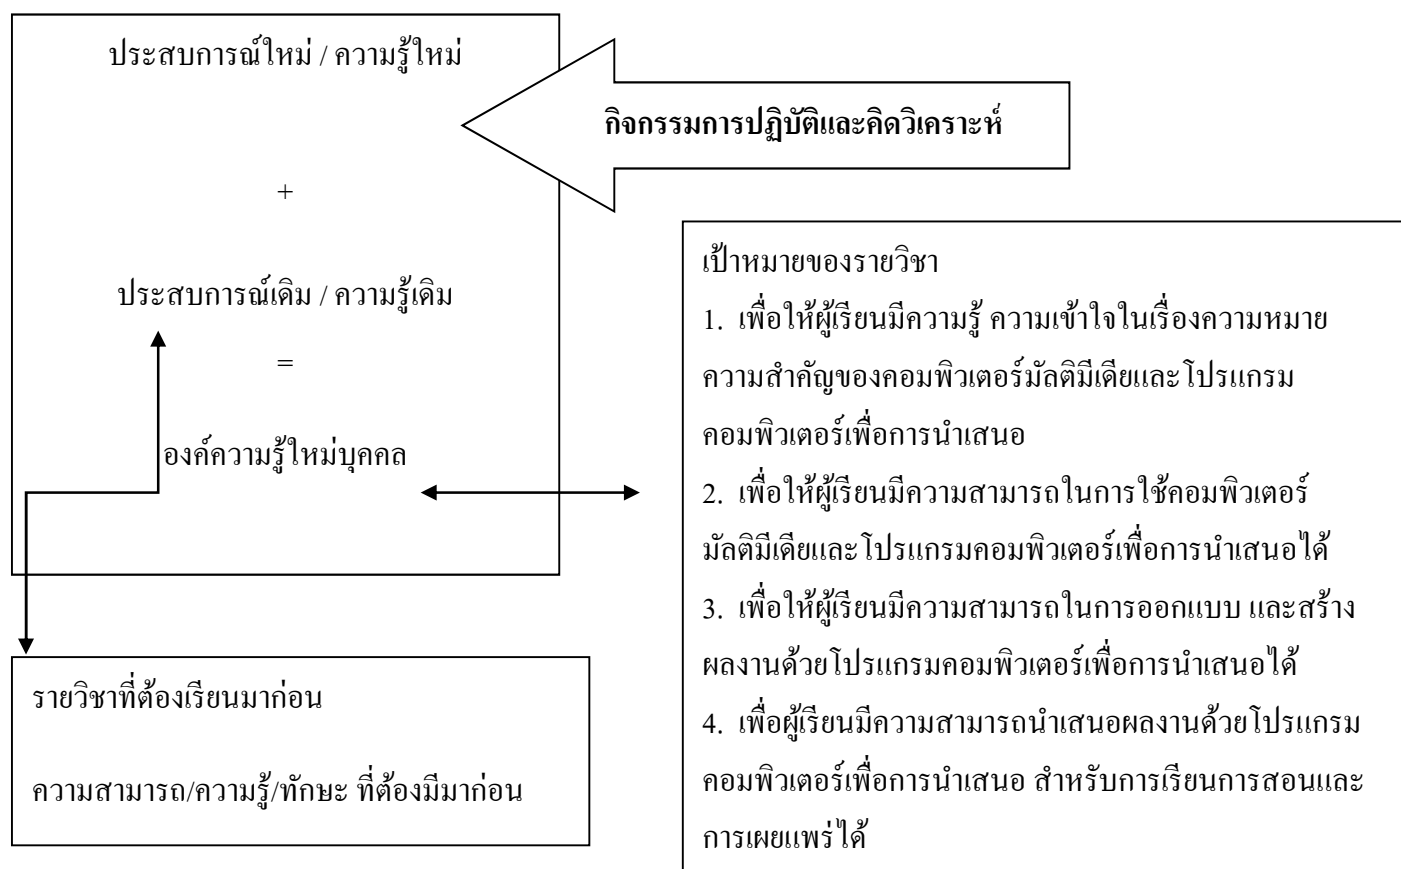 ประสบการณ์ใหม่ / ความรู้ใหม่
กิจกรรมการปฏิบัติและคิดวิเคราะห์
+
ประสบการณ์เดิม / ความรู้เดิม
=
องค์ความรู้ใหม่บุคคล
เป้าหมายของรายวิชา
1. เพื่อให้ผู้เรียนมีความรู้ ความเข้าใจในเรื่องความหมาย
ความสำคัญของคอมพิวเตอร์มัลติมีเดียและโปรแกรม
คอมพิวเตอร์เพื่อการนำเสนอ
2. เพื่อให้ผู้เรียนมีความสามารถในการใช้คอมพิวเตอร์
มัลติมีเดียและโปรแกรมคอมพิวเตอร์เพื่อการนำเสนอได้
3. เพื่อให้ผู้เรียนมีความสามารถในการออกแบบ และสร้าง
ผลงานด้วยโปรแกรมคอมพิวเตอร์เพื่อการนำเสนอได้
4. เพื่อผู้เรียนมีความสามารถนำเสนอผลงานด้วยโปรแกรม
คอมพิวเตอร์เพื่อการนำเสนอ สำหรับการเรียนการสอนและ
การเผยแพร่ได้
รายวิชาที่ต้องเรียนมาก่อน
ความสามารถ/ความรู้/ทักษะ ที่ต้องมีมาก่อน